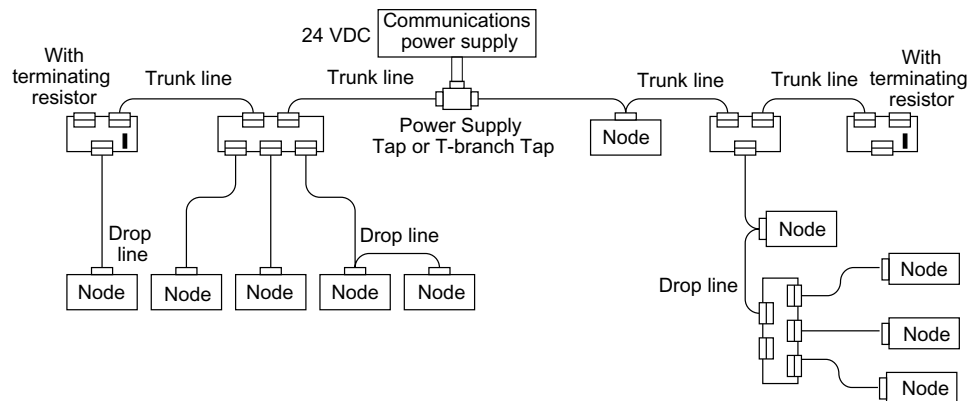 24 VDC
Communications
power supply
With
terminating
resistor
Trunk line
Trunk line
Trunk line
Trunk line
With
terminating
resistor
Power Supply
Tap or T-branch Tap
Node
Drop
line
Drop line
Node
Node
Node
Node
Node
Node
Drop line
Node
Node
Node